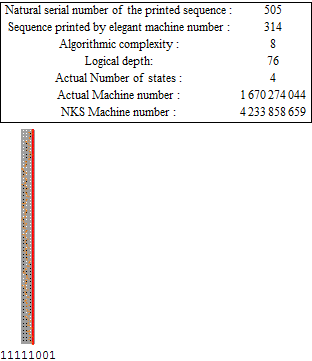 Natural serial number of the printed sequence : 505
Sequence printed by elegant machine number : 314
Algorithmic complexity : 8
Logical depth: 76
Actual Number of states : 4
Actual Machine number : 1 670 274 044
NKS Machine number : 4 233 858 659
11111001